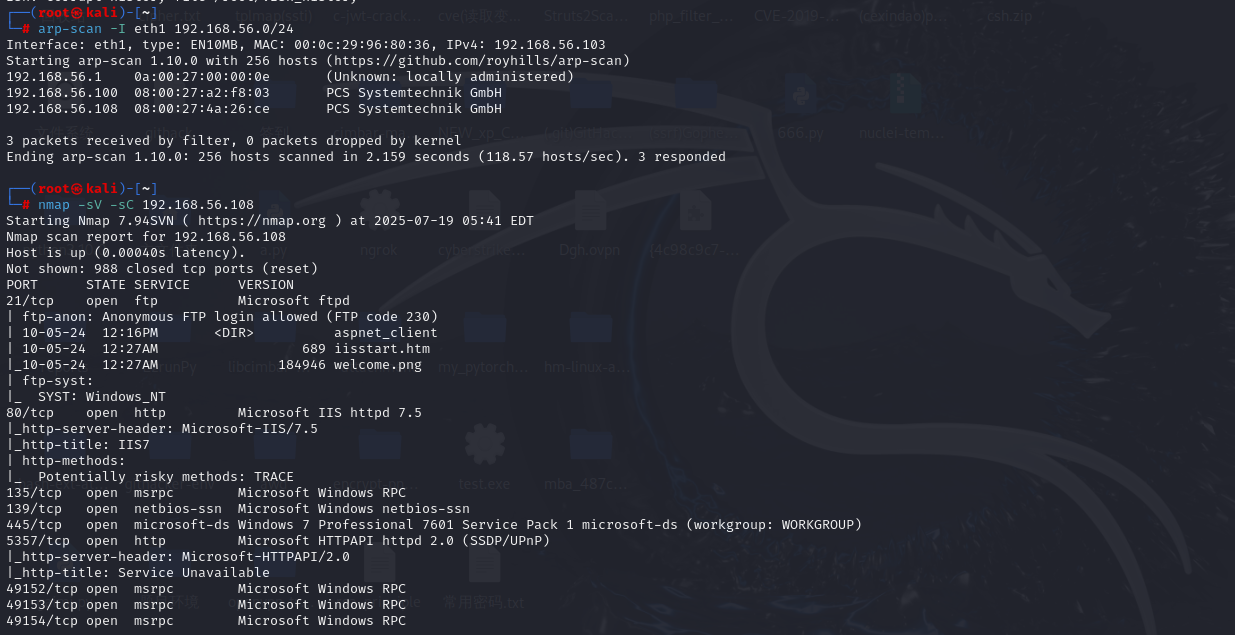 ┌──(root㉿kali)-[~]
└─# arp-scan -I eth1 192.168.56.0/24
Interface: eth1, type: EN10MB, MAC: 00:0c:29:96:80:36, IPv4: 192.168.56.103
Starting arp-scan 1.10.0 with 256 hosts (https://github.com/royhills/arp-scan)
192.168.56.1    0a:00:27:00:00:0e       (Unknown: locally administered)
192.168.56.100  08:00:27:a2:f8:03       PCS Systemtechnik GmbH
192.168.56.108  08:00:27:4a:26:ce       PCS Systemtechnik GmbH
3 packets received by filter, 0 packets dropped by kernel
Ending arp-scan 1.10.0: 256 hosts scanned in 2.159 seconds (118.57 hosts/sec). 3 responded
┌──(root㉿kali)-[~]
└─# nmap -sV -sC 192.168.56.108
Starting Nmap 7.94SVN ( https://nmap.org ) at 2025-07-19 05:41 EDT
Nmap scan report for 192.168.56.108
Host is up (0.00040s latency).
Not shown: 988 closed tcp ports (reset)
PORT      STATE SERVICE      VERSION
21/tcp    open  ftp          Microsoft ftpd
| ftp-anon: Anonymous FTP login allowed (FTP code 230)
| 10-05-24  12:16PM       <DIR>          aspnet_client
| 10-05-24  12:27AM                  689 iisstart.htm
|_10-05-24  12:27AM               184946 welcome.png
| ftp-syst:
|_  SYST: Windows_NT
80/tcp    open  http         Microsoft IIS httpd 7.5
|_http-server-header: Microsoft-IIS/7.5
|_http-title: IIS7
| http-methods:
|_  Potentially risky methods: TRACE
135/tcp   open  msrpc        Microsoft Windows RPC
139/tcp   open  netbios-ssn  Microsoft Windows netbios-ssn
445/tcp   open  microsoft-ds Windows 7 Professional 7601 Service Pack 1 microsoft-ds (workgroup: WORKGROUP)
5357/tcp  open  http         Microsoft HTTPAPI httpd 2.0 (SSDP/UPnP)
|_http-server-header: Microsoft-HTTPAPI/2.0
|_http-title: Service Unavailable
49152/tcp open  msrpc        Microsoft Windows RPC
49153/tcp open  msrpc        Microsoft Windows RPC
49154/tcp open  msrpc        Microsoft Windows RPC